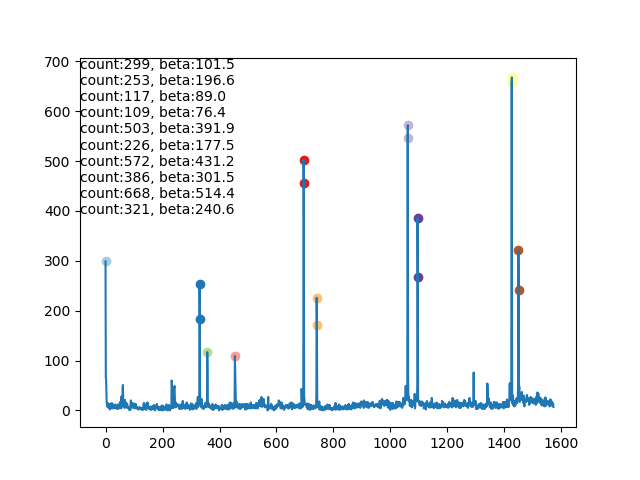 count:299, beta:101.5
count:253, beta:196.6
count:117, beta:89.0
count:109, beta:76.4
count:503, beta:391.9
count:226, beta:177.5
count:572, beta:431.2
count:386, beta:301.5
count:668, beta:514.4
count:321, beta:240.6
700
600
500
400
300
200
100
0
0 200 400 600 800 1000 1200 1400 1600